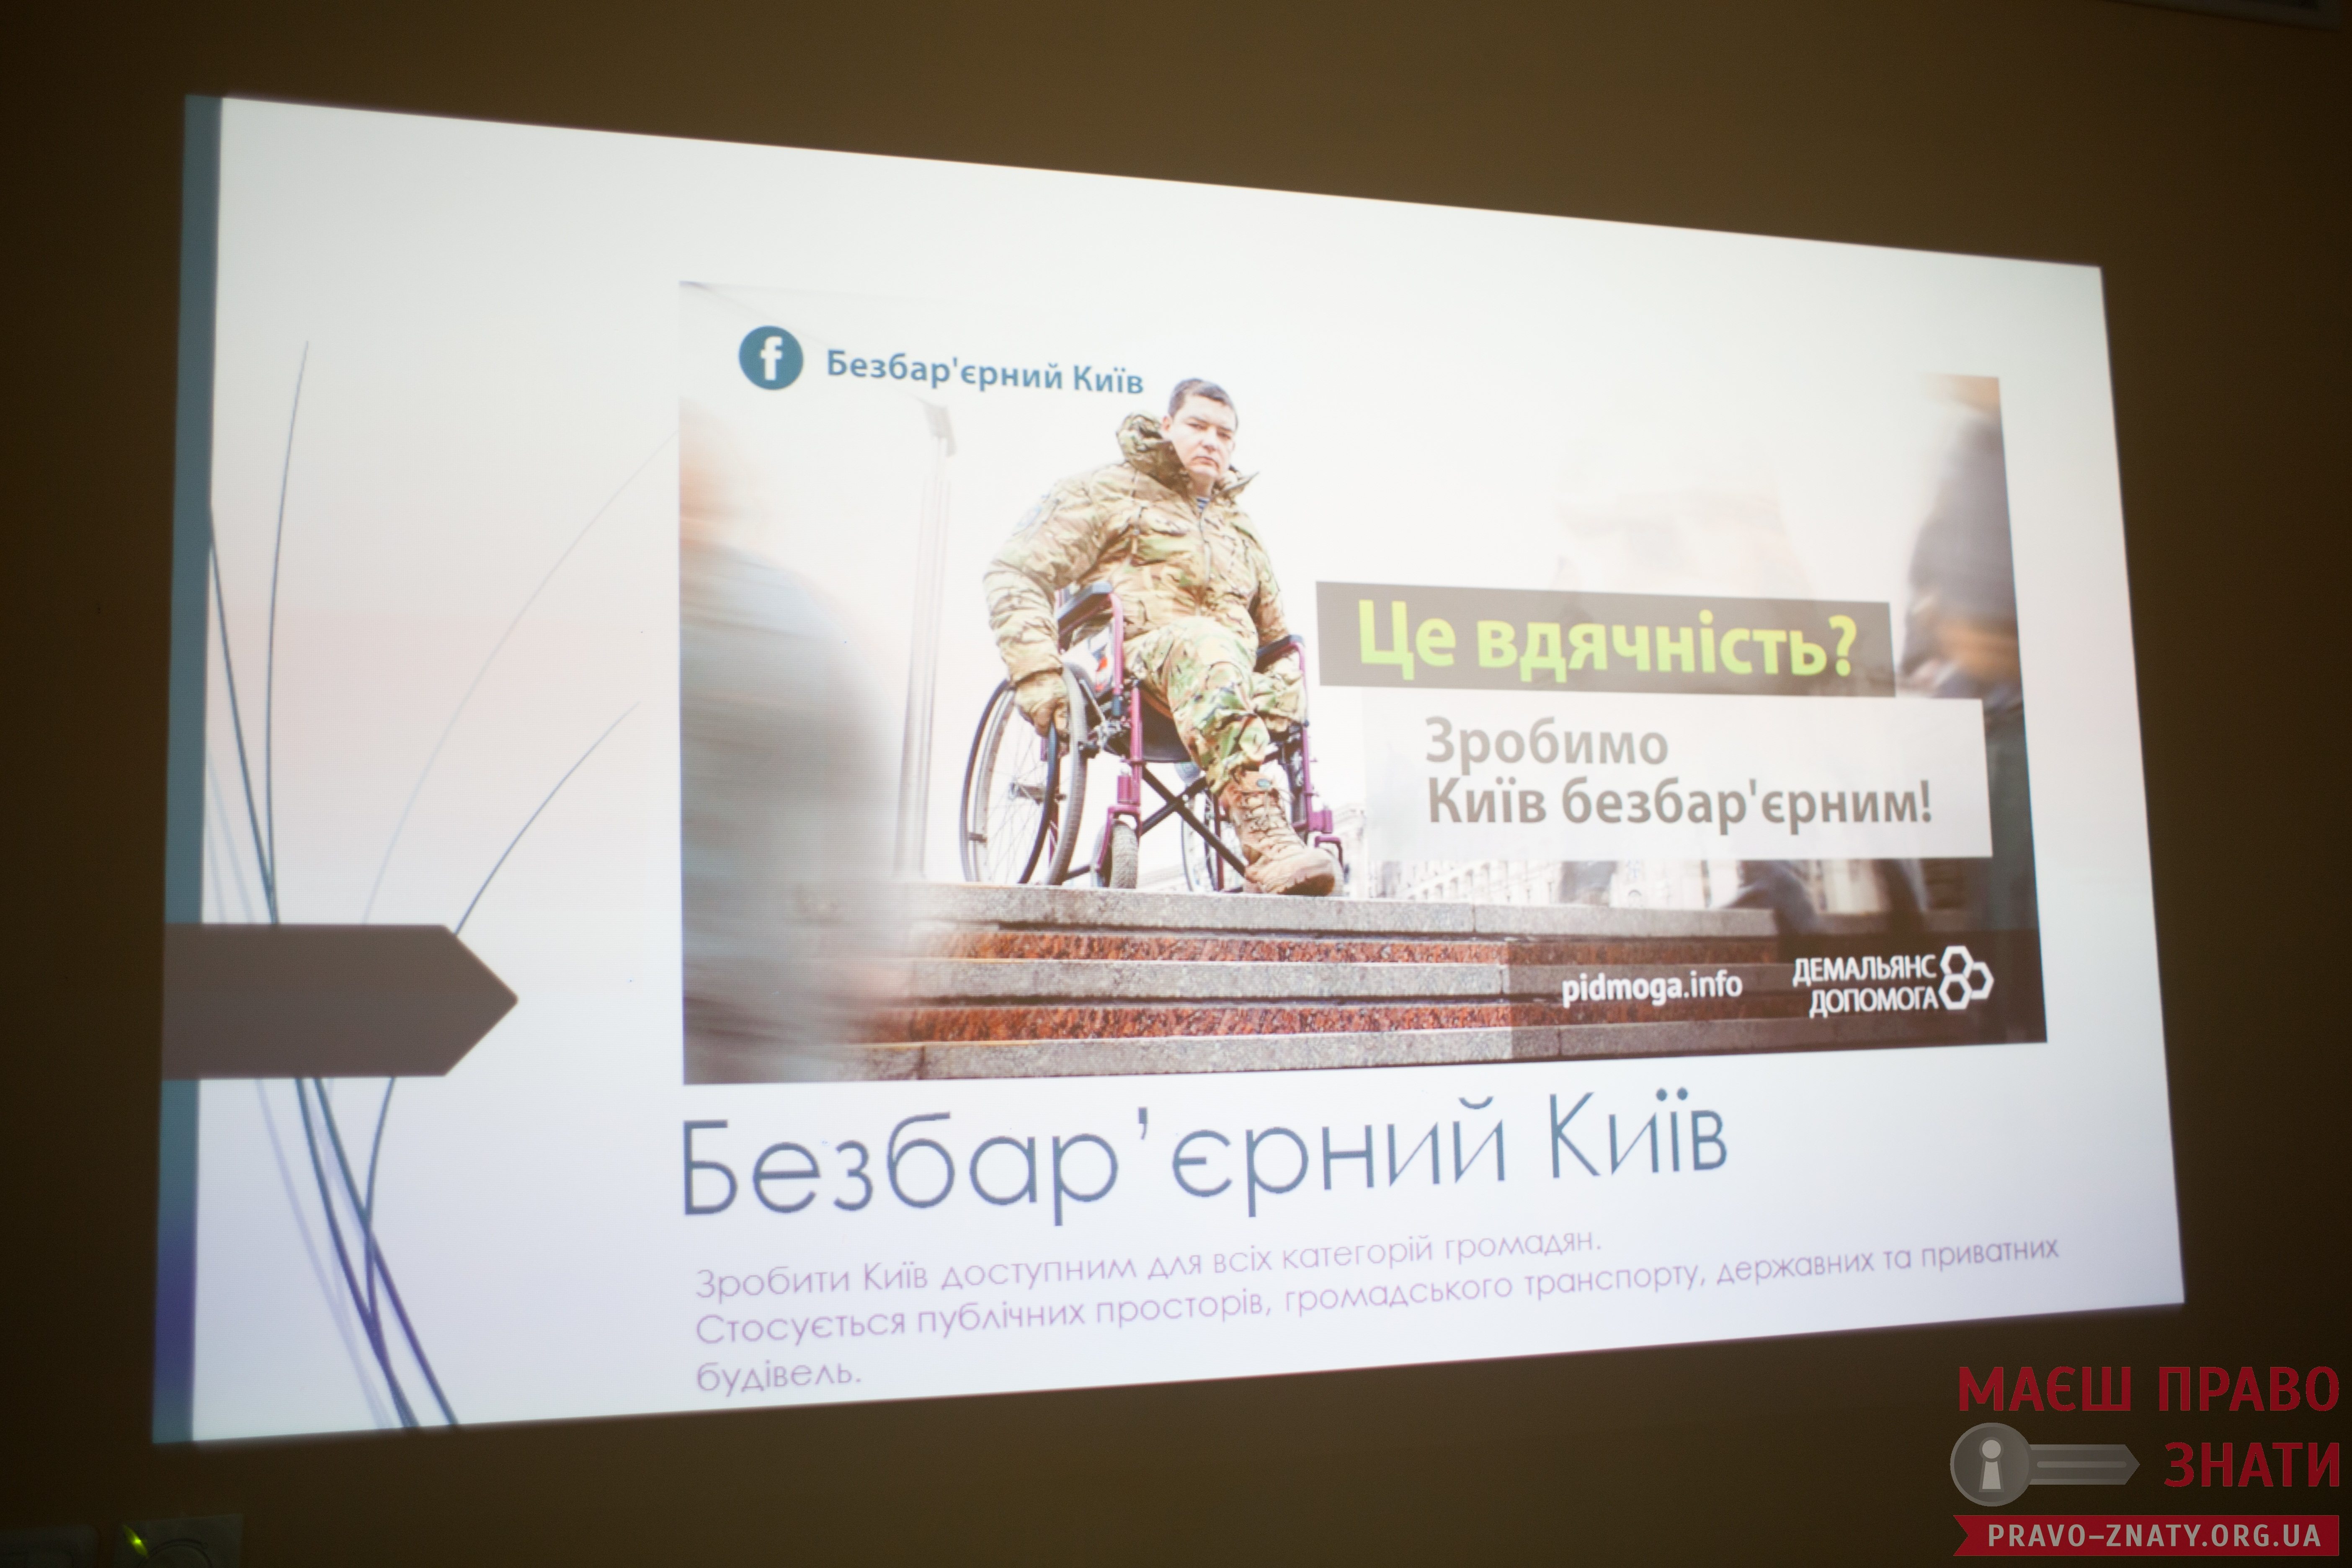 Безбар'єрний Київ
Це вдячність?
Зробимо
Київ безбар'єрним!
pidmoga.info
ДЕМАЛЬЯНС
ДОПОМОГА
Безбар’єрний Київ
Зробити Київ доступним для всіх категорій громадян.
Стосується публічних просторів, громадського транспорту, державних та приватних
будівель.
МАЄШ ПРАВО
ЗНАТИ
PRAVO-ZNATY.ORG.UA